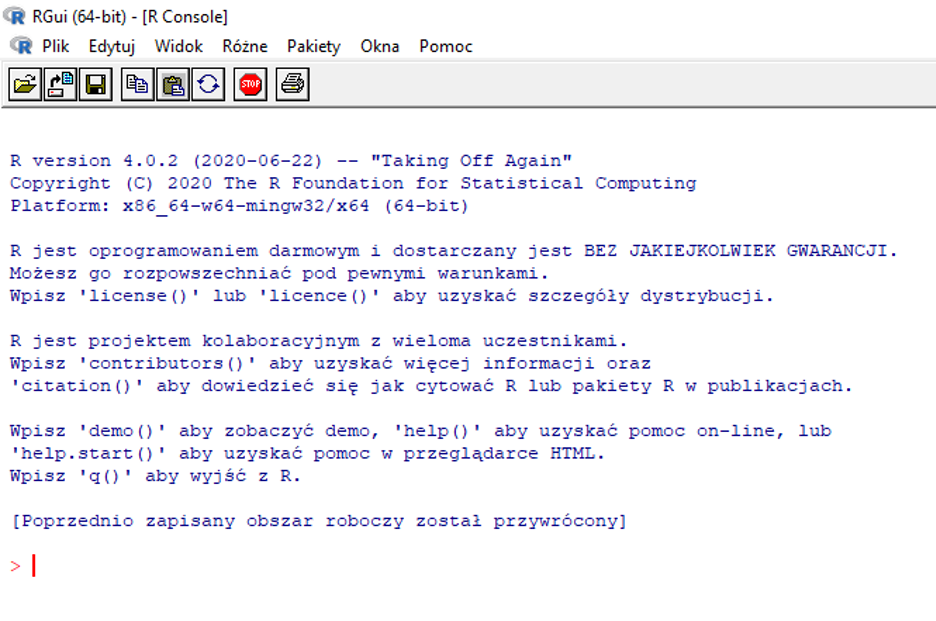 RGui (64-bit) - [R Console]
Plik Edytuj Widok Różne Pakiety Okna Pomoc
STOP
R version 4.0.2 (2020-06-22) -- "Taking Off Again"
Copyright (C) 2020 The R Foundation for Statistical Computing
Platform: x86_64-w64-mingw32/x64 (64-bit)
R jest oprogramowaniem darmowym i dostarczany jest BEZ JAKIEJKOLWIEK GWARANCJI.
Możesz go rozpowszechniać pod pewnymi warunkami.
Wpisz 'license()' lub 'licence()' aby uzyskać szczegóły dystrybucji.
R jest projektem kolaboracyjnym z wieloma uczestnikami.
Wpisz 'contributors()' aby uzyskać więcej informacji oraz
'citation()' aby dowiedzieć się jak cytować R lub pakiety R w publikacjach.
Wpisz 'demo()' aby zobaczyć demo, 'help()' aby uzyskać pomoc on-line, lub
'help.start()' aby uzyskać pomoc w przeglądarce HTML.
Wpisz 'q()' aby wyjść z R.
[Poprzednio zapisany obszar roboczy został przywrócony]
>